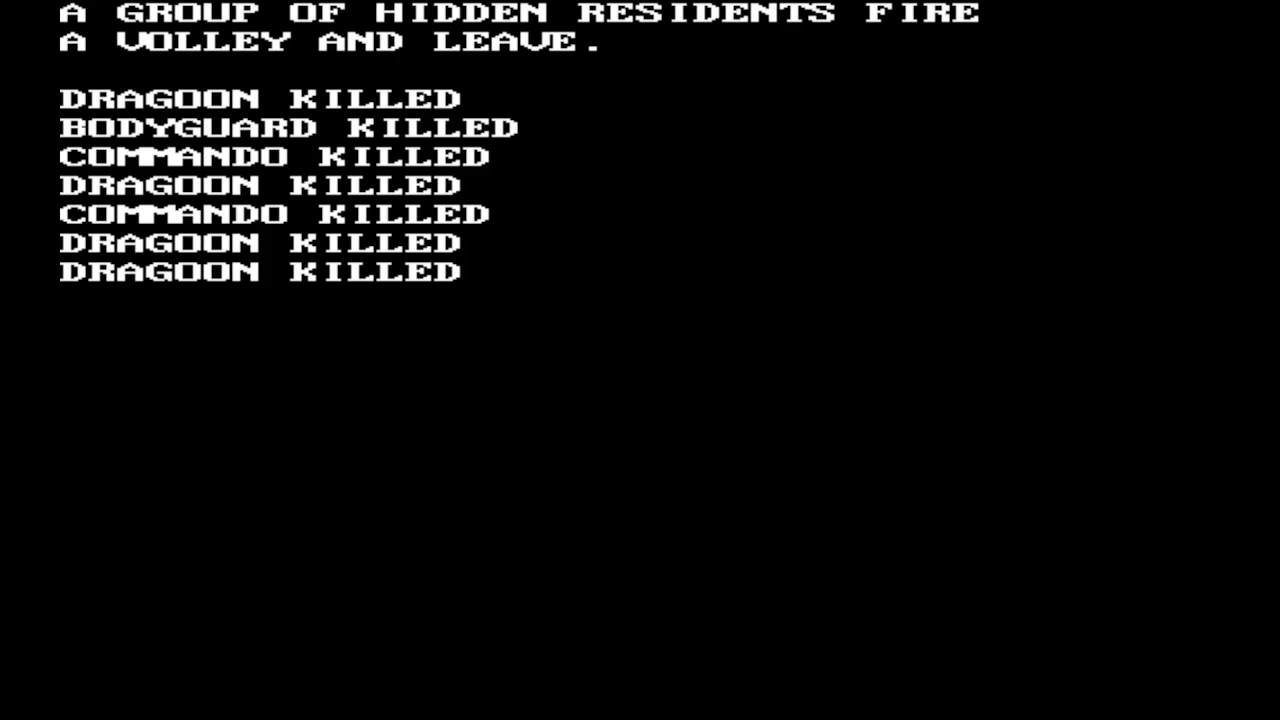 A GROUP OF HIDDEN RESIDENTS FIRE
A VOLLEY AND LEAVE.
DRAGOON KILLED
BODYGUARD KILLED
COMMANDO KILLED
DRAGOON KILLED
COMMANDO KILLED
DRAGOON KILLED
DRAGOON KILLED